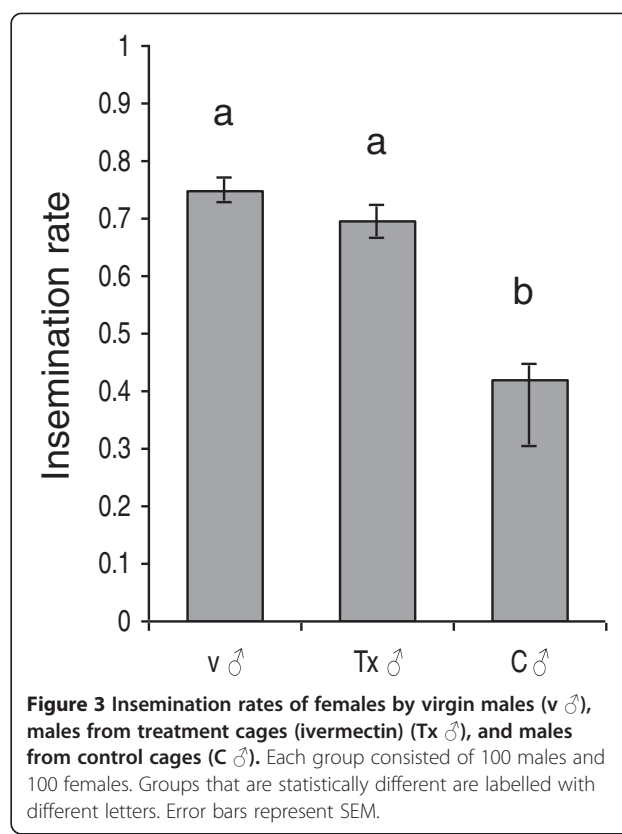 1
0.9
0.8
0.7
0.6
0.5
0.4
0.3
0.2
0.1
0
Insemination rate
a
a
b
v ♂ Tx ♂ C ♂
Figure 3 Insemination rates of females by virgin males (v ♂),
males from treatment cages (ivermectin) (Tx ♂), and males
from control cages (C ♂). Each group consisted of 100 males and
100 females. Groups that are statistically different are labelled with
different letters. Error bars represent SEM.